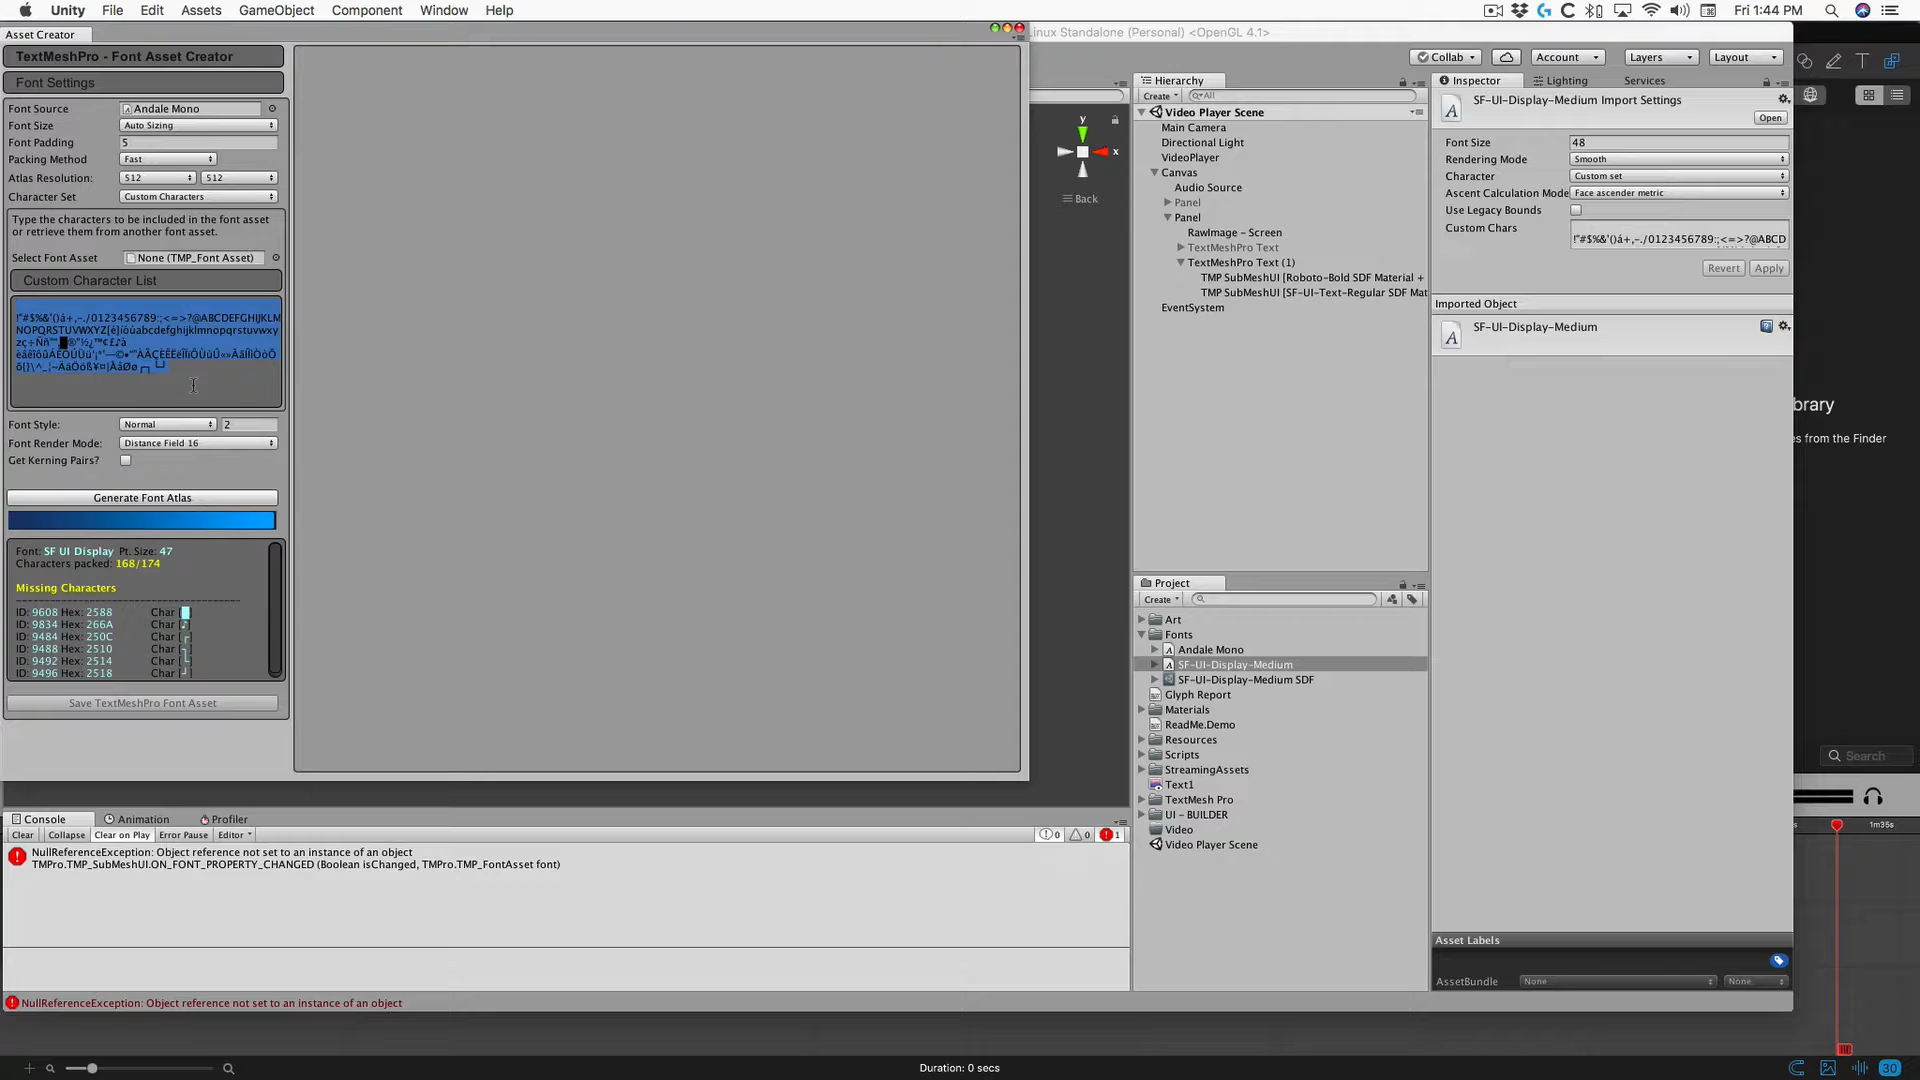 Unity File Edit Assets GameObject Component Window Help
Fri 1:44 PM
Asset Creator
TextMeshPro - Font Asset Creator
Font Settings
Font Source Andale Mono
Font Size Auto Sizing
Font Padding 5
Packing Method Fast
Atlas Resolution: 512 512
Character Set Custom Characters
Type the characters to be included in the font asset
or retrieve them from another font asset.
Select Font Asset None (TMP_Font Asset)
Custom Character List
!"#$%&'()á+,-./0123456789:;<=>?@ABCDEFGHIJKLM
Font Style: Normal 2
Font Render Mode: Distance Field 16
Get Kerning Pairs?
Generate Font Atlas
Font: SF UI Display Pt. Size: 47
Characters packed: 168/174
Missing Characters
ID: 9608 Hex: 2588 Char [█]
ID: 9834 Hex: 266A Char [♪]
ID: 9484 Hex: 250C Char [┌]
ID: 9488 Hex: 2510 Char [┐]
ID: 9492 Hex: 2514 Char [└]
ID: 9496 Hex: 2518 Char [┘]
Save TextMeshPro Font Asset
Linux Standalone (Personal) <OpenGL 4.1>
Collab Account Layers Layout
y
x
Back
Hierarchy
Create All
Video Player Scene
Main Camera
Directional Light
VideoPlayer
Canvas
Audio Source
Panel
Panel
RawImage - Screen
TextMeshPro Text
TextMeshPro Text (1)
TMP SubMeshUI [Roboto-Bold SDF Material +
TMP SubMeshUI [SF-UI-Text-Regular SDF Mat
EventSystem
Project
Create
Art
Fonts
Andale Mono
SF-UI-Display-Medium
SF-UI-Display-Medium SDF
Glyph Report
Materials
ReadMe.Demo
Resources
Scripts
StreamingAssets
Text1
TextMesh Pro
UI - BUILDER
Video
Video Player Scene
Inspector Lighting Services
SF-UI-Display-Medium Import Settings
Open
Font Size 48
Rendering Mode Smooth
Character Custom set
Ascent Calculation Mode Face ascender metric
Use Legacy Bounds
Custom Chars
!"#$%&'()á+,-./0123456789:;<=>?@ABCD
Revert Apply
Imported Object
SF-UI-Display-Medium
Asset Labels
AssetBundle None None
Console Animation Profiler
Clear Collapse Clear on Play Error Pause Editor 0 0 1
NullReferenceException: Object reference not set to an instance of an object
TMPro.TMP_SubMeshUI.ON_FONT_PROPERTY_CHANGED (Boolean isChanged, TMPro.TMP_FontAsset font)
NullReferenceException: Object reference not set to an instance of an object
brary
es from the Finder
Search
s 1m35s
Duration: 0 secs
30